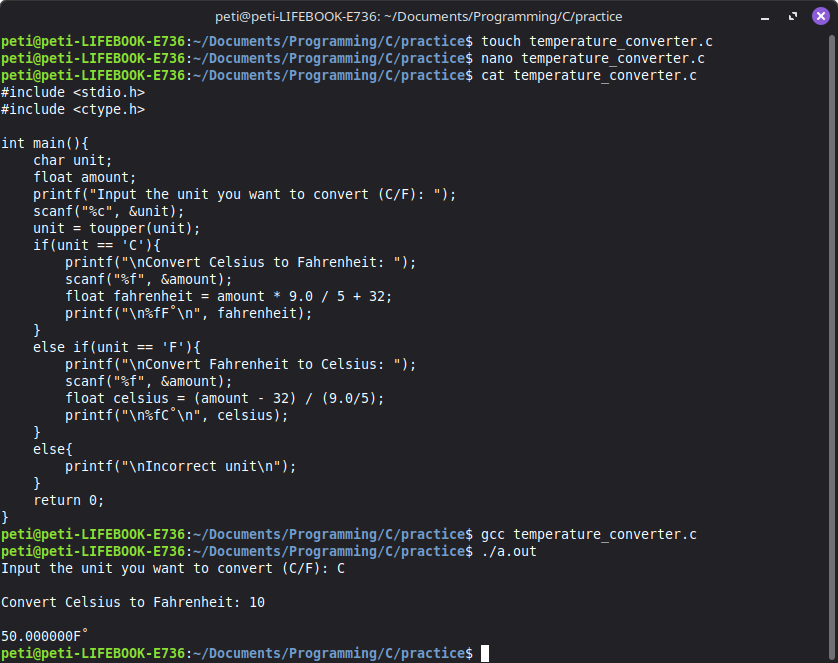 peti@peti-LIFEBOOK-E736: ~/Documents/Programming/C/practice
peti@peti-LIFEBOOK-E736:~/Documents/Programming/C/practice$ touch temperature_converter.c
peti@peti-LIFEBOOK-E736:~/Documents/Programming/C/practice$ nano temperature_converter.c
peti@peti-LIFEBOOK-E736:~/Documents/Programming/C/practice$ cat temperature_converter.c
#include <stdio.h>
#include <ctype.h>

int main(){
    char unit;
    float amount;
    printf("Input the unit you want to convert (C/F): ");
    scanf("%c", &unit);
    unit = toupper(unit);
    if(unit == 'C'){
        printf("\nConvert Celsius to Fahrenheit: ");
        scanf("%f", &amount);
        float fahrenheit = amount * 9.0 / 5 + 32;
        printf("\n%fF˚\n", fahrenheit);
    }
    else if(unit == 'F'){
        printf("\nConvert Fahrenheit to Celsius: ");
        scanf("%f", &amount);
        float celsius = (amount - 32) / (9.0/5);
        printf("\n%fC˚\n", celsius);
    }
    else{
        printf("\nIncorrect unit\n");
    }
    return 0;
}
peti@peti-LIFEBOOK-E736:~/Documents/Programming/C/practice$ gcc temperature_converter.c
peti@peti-LIFEBOOK-E736:~/Documents/Programming/C/practice$ ./a.out
Input the unit you want to convert (C/F): C

Convert Celsius to Fahrenheit: 10

50.000000F˚
peti@peti-LIFEBOOK-E736:~/Documents/Programming/C/practice$